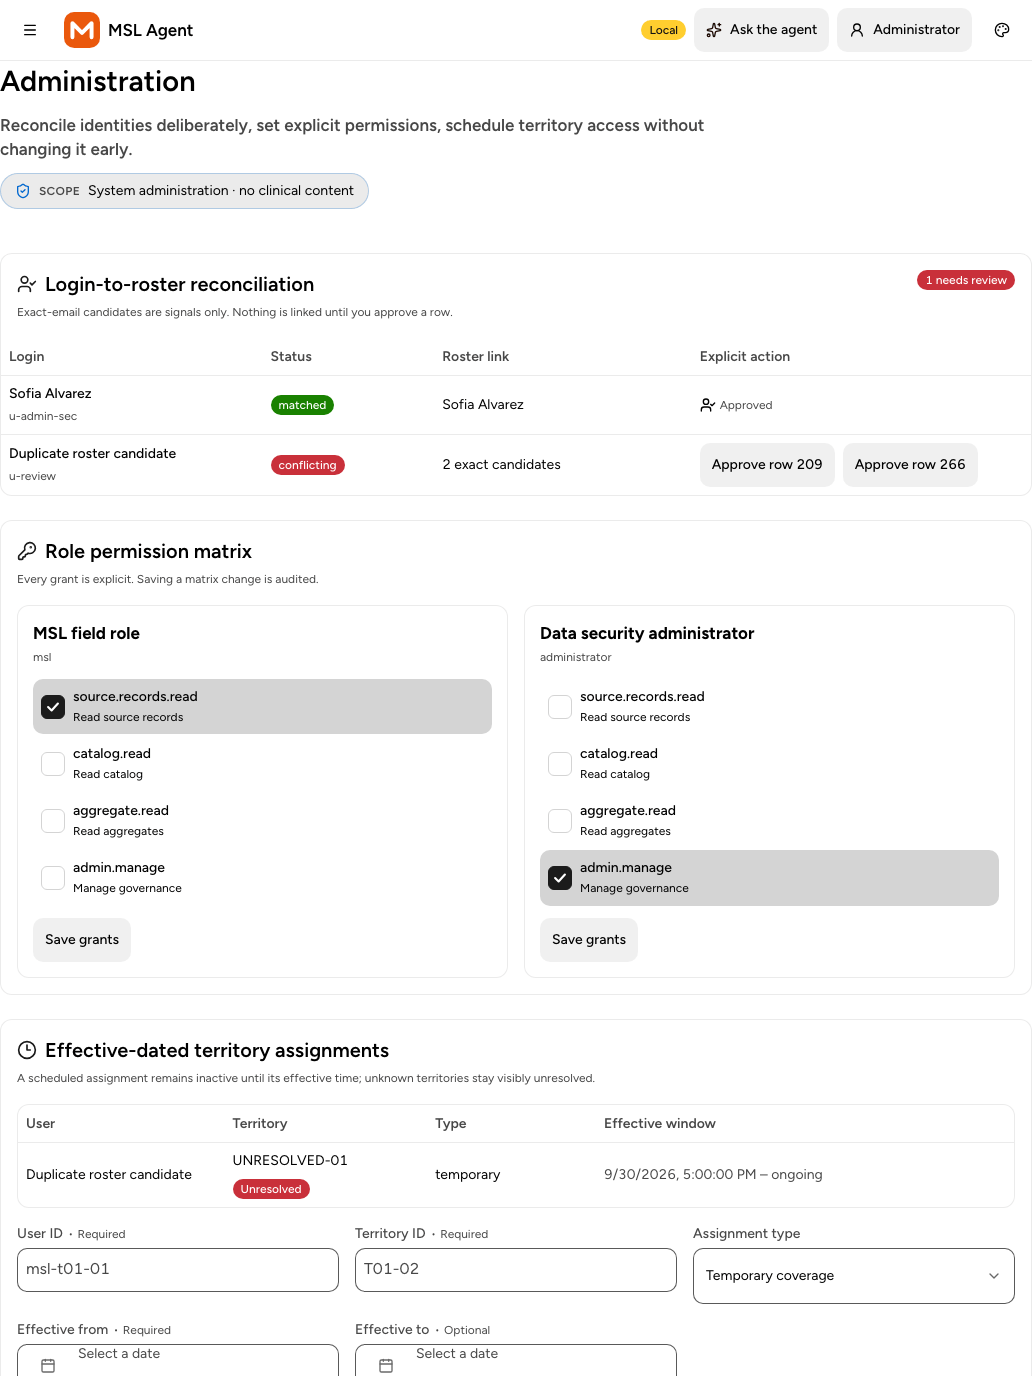 MSL Agent
Local
Ask the agent
Administrator
Administration
Reconcile identities deliberately, set explicit permissions, schedule territory access without
changing it early.
SCOPE System administration · no clinical content
Login-to-roster reconciliation
1 needs review
Exact-email candidates are signals only. Nothing is linked until you approve a row.
Login Status Roster link Explicit action
Sofia Alvarez
u-admin-sec
matched
Sofia Alvarez
Approved
Duplicate roster candidate
u-review
conflicting
2 exact candidates
Approve row 209
Approve row 266
Role permission matrix
Every grant is explicit. Saving a matrix change is audited.
MSL field role
msl
source.records.read
Read source records
catalog.read
Read catalog
aggregate.read
Read aggregates
admin.manage
Manage governance
Save grants
Data security administrator
administrator
source.records.read
Read source records
catalog.read
Read catalog
aggregate.read
Read aggregates
admin.manage
Manage governance
Save grants
Effective-dated territory assignments
A scheduled assignment remains inactive until its effective time; unknown territories stay visibly unresolved.
User Territory Type Effective window
Duplicate roster candidate
UNRESOLVED-01
Unresolved
temporary
9/30/2026, 5:00:00 PM – ongoing
User ID · Required
msl-t01-01
Territory ID · Required
T01-02
Assignment type
Temporary coverage
Effective from · Required
Select a date
Effective to · Optional
Select a date